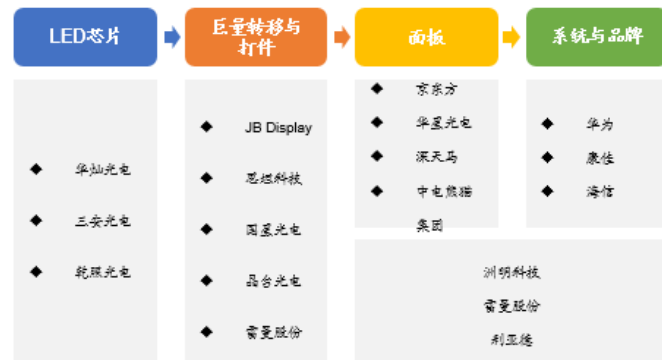 LED芯片
巨量转移与
打件
面板
系统与品牌
华灿光电
三安光电
乾照光电
JB Display
思坦科技
国星光电
晶台光电
雷曼股份
京东方
华星光电
深天马
中电熊猫
集团
华为
康佳
海信
洲明科技
雷曼股份
利亚德